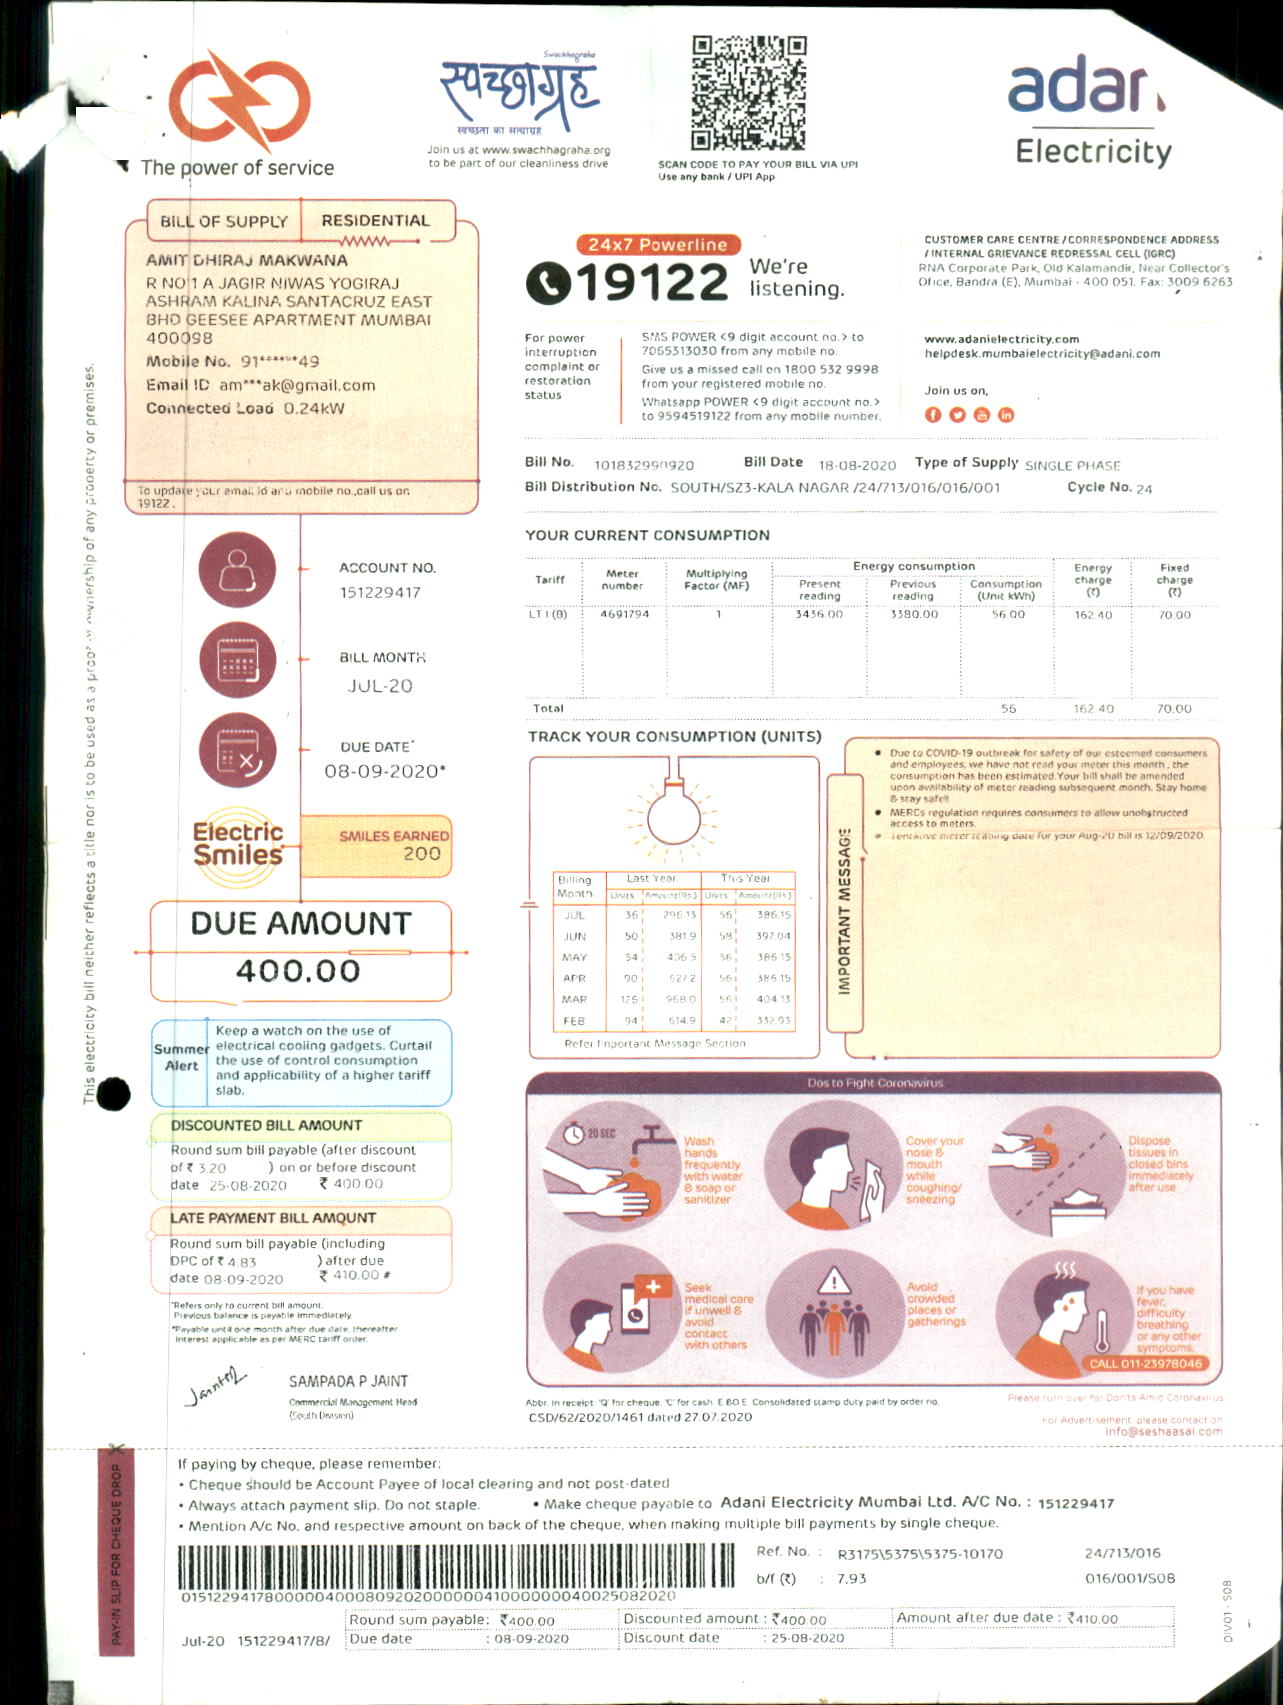 The power of service
Swachhagraha
स्वच्छाग्रह
स्वच्छता का सत्याग्रह
Join us at www.swachhagraha.org
to be part of our cleanliness drive
SCAN CODE TO PAY YOUR BILL VIA UPI
Use any bank / UPI App
Electricity
BILL OF SUPPLY RESIDENTIAL
AMIT DHIRAJ MAKWANA
R NO 1 A JAGIR NIWAS YOGIRAJ
ASHRAM KALINA SANTACRUZ EAST
BHD GEESEE APARTMENT MUMBAI
400098
Mobile No. 91******49
Email ID am***ak@gmail.com
Connected Load 0.24kW
To update your email id and mobile no.,call us on
19122 .
24x7 Powerline
19122 We're
listening.
CUSTOMER CARE CENTRE / CORRESPONDENCE ADDRESS
/ INTERNAL GRIEVANCE REDRESSAL CELL (IGRC)
RNA Corporate Park, Old Kalamandir, Near Collector's
Ofice, Bandra (E), Mumbai - 400 051. Fax: 3009 6263
For power
interruption
complaint or
restoration
status
SMS POWER <9 digit account no.> to
7065313030 from any mobile no.
Give us a missed call on 1800 532 9998
from your registered mobile no.
Whatsapp POWER <9 digit account no.>
to 9594519122 from any mobile number.
www.adanielectricity.com
helpdesk.mumbaielectricity@adani.com
Join us on,
Bill No. 101832990920 Bill Date 18-08-2020 Type of Supply SINGLE PHASE
Bill Distribution No. SOUTH/SZ3-KALA NAGAR /24/713/016/016/001 Cycle No. 24
This electricity bill neither reflects a title nor is to be used as a proof of ownership of any property or premises.
ACCOUNT NO.
151229417
BILL MONTH
JUL-20
DUE DATE*
08-09-2020*
Electric
Smiles
SMILES EARNED
200
DUE AMOUNT
400.00
Summer
Alert
Keep a watch on the use of
electrical cooling gadgets. Curtail
the use of control consumption
and applicability of a higher tariff
slab.
DISCOUNTED BILL AMOUNT
Round sum bill payable (after discount
of ₹ 3.20 ) on or before discount
date 25-08-2020 ₹ 400.00
LATE PAYMENT BILL AMOUNT
Round sum bill payable (including
DPC of ₹ 4.83 ) after due
date 08-09-2020 ₹ 410.00 #
*Refers only to current bill amount.
Previous balance is payable immediately.
#Payable until one month after due date, thereafter
Interest applicable as per MERC tariff order.
SAMPADA P JAINT
Commercial Management Head
(South Division)
YOUR CURRENT CONSUMPTION
Tariff Meter number Multiplying Factor (MF) Energy consumption Energy charge (₹) Fixed charge (₹)
Present reading Previous reading Consumption (Unit kWh)
LT I (B) 4691794 1 3436.00 3380.00 56.00 162.40 70.00
Total 56 162.40 70.00
TRACK YOUR CONSUMPTION (UNITS)
Billing Month Last Year This Year
Units Amount(Rs.) Units Amount(Rs.)
JUL 36 296.13 56 386.15
JUN 50 381.9 58 397.04
MAY 54 406.5 56 386.15
APR 90 627.2 56 386.15
MAR 126 968.0 56 404.13
FEB 94 614.9 42 332.93
Refer Important Message Section
IMPORTANT MESSAGE
• Due to COVID-19 outbreak for safety of our esteemed consumers
and employees, we have not read your meter this month , the
consumption has been estimated.Your bill shall be amended
upon availability of meter reading subsequent month. Stay home
& stay safe!!
• MERCs regulation requires consumers to allow unobstructed
access to meters.
• Tentative meter reading date for your Aug-20 bill is 12/09/2020.
Dos to Fight Coronavirus
20 SEC
Wash
hands
frequently
with water
& soap or
sanitizer
Cover your
nose &
mouth
while
coughing/
sneezing
Dispose
tissues in
closed bins
immediately
after use
Seek
medical care
if unwell &
avoid
contact
with others
Avoid
crowded
places or
gatherings
If you have
fever,
difficulty
breathing
or any other
symptoms,
CALL 011-23978046
Abbr. in receipt. 'Q' for cheque. 'C' for cash E BO E Consolidated stamp duty paid by order no.
CSD/62/2020/1461 dated 27.07.2020
Please turn over for Don'ts Amid Coronavirus
For Advertisement, please contact on
info@seshaasai.com
PAY-IN SLIP FOR CHEQUE DROP
If paying by cheque, please remember:
• Cheque should be Account Payee of local clearing and not post-dated
• Always attach payment slip. Do not staple. • Make cheque payable to Adani Electricity Mumbai Ltd. A/C No. : 151229417
• Mention A/c No. and respective amount on back of the cheque, when making multiple bill payments by single cheque.
Ref. No. : R3175\5375\5375-10170 24/713/016
b/f (₹) : 7.93 016/001/S08
Round sum payable: ₹400.00 Discounted amount : ₹400.00 Amount after due date : ₹410.00
Jul-20 151229417/8/ Due date : 08-09-2020 Discount date : 25-08-2020
DIV01 - S08